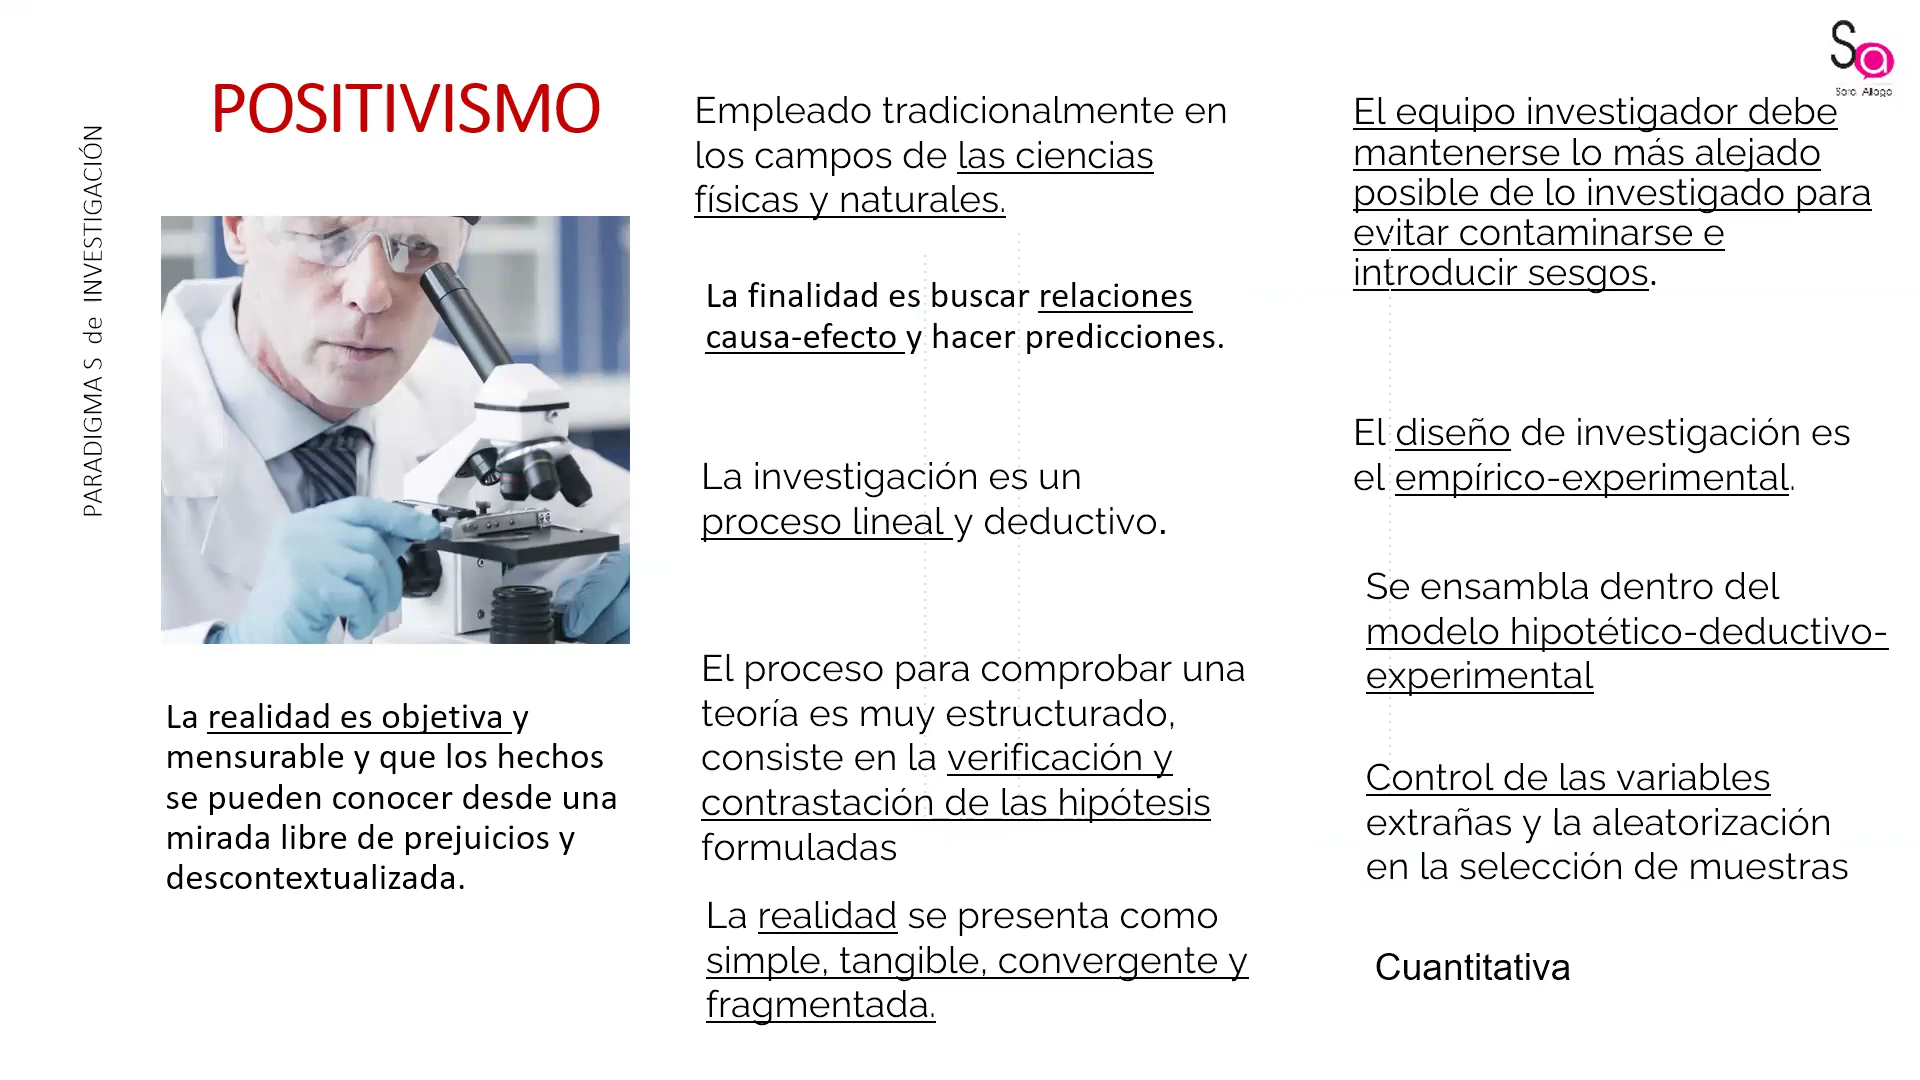 PARADIGMAS de INVESTIGACIÓN
POSITIVISMO
La realidad es objetiva y
mensurable y que los hechos
se pueden conocer desde una
mirada libre de prejuicios y
descontextualizada.
Empleado tradicionalmente en
los campos de las ciencias
físicas y naturales.
La finalidad es buscar relaciones
causa-efecto y hacer predicciones.
La investigación es un
proceso lineal y deductivo.
El proceso para comprobar una
teoría es muy estructurado,
consiste en la verificación y
contrastación de las hipótesis
formuladas
La realidad se presenta como
simple, tangible, convergente y
fragmentada.
Sa
Sara Allaga
El equipo investigador debe
mantenerse lo más alejado
posible de lo investigado para
evitar contaminarse e
introducir sesgos.
El diseño de investigación es
el empírico-experimental.
Se ensambla dentro del
modelo hipotético-deductivo-
experimental
Control de las variables
extrañas y la aleatorización
en la selección de muestras
Cuantitativa